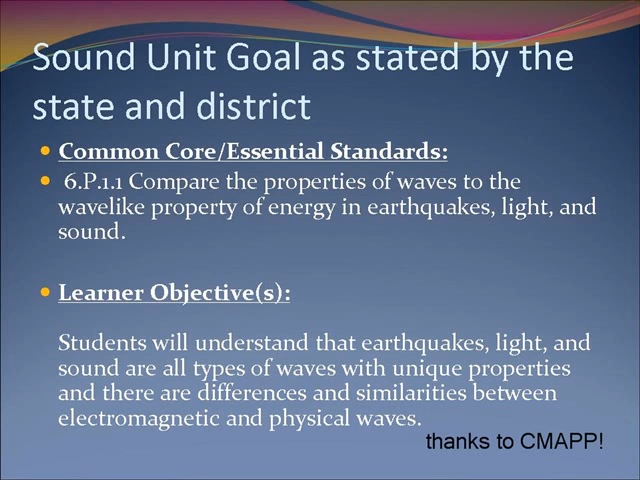 Sound Unit Goal as stated by the
state and district
Common Core/Essential Standards:
6.P.1.1 Compare the properties of waves to the
wavelike property of energy in earthquakes, light, and
sound.
Learner Objective(s):
Students will understand that earthquakes, light, and
sound are all types of waves with unique properties
and there are differences and similarities between
electromagnetic and physical waves.
thanks to CMAPP!